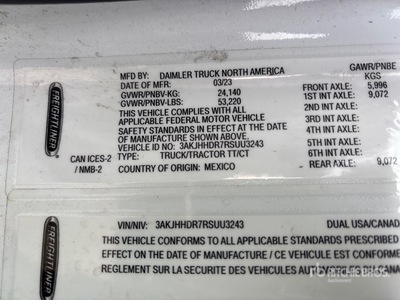 FREIGHTLINER
MFD BY: DAIMLER TRUCK NORTH AMERICA
DATE OF MFR: 03/23
GVWR/PNBV-KG: 24,140
GVWR/PNBV-LBS: 53,220
THIS VEHICLE COMPLIES WITH ALL
APPLICABLE FEDERAL MOTOR VEHICLE
SAFETY STANDARDS IN EFFECT AT THE DATE
OF MANUFACTURE SHOWN ABOVE.
VEHICLE ID NO: 3AKJHHDR7RSUU3243
CAN ICES-2 TYPE: TRUCK/TRACTOR TT/CT
/ NMB-2 COUNTRY OF ORIGIN: MEXICO
GAWR/PNBE
KGS
FRONT AXLE: 5,996
1ST INT AXLE: 9,072
2ND INT AXLE:
3RD INT AXLE:
4TH INT AXLE:
5TH INT AXLE:
6TH INT AXLE:
REAR AXLE: 9,072
FREIGHTLINER
VIN/NIV: 3AKJHHDR7RSUU3243 DUAL USA/CANADA
THIS VEHICLE CONFORMS TO ALL APPLICABLE STANDARDS PRESCRIBED
EFFECT ON THE DATE OF MANUFACTURE / CE VEHICULE EST CONFORME
REGLEMENT SUR LA SECURITE DES VEHICULES AUTOMOBILES